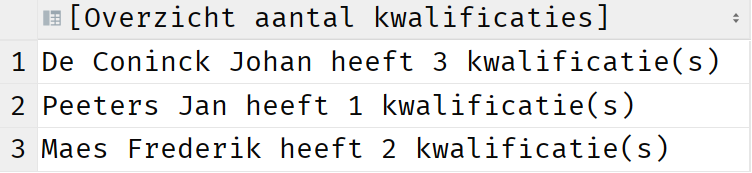 [Overzicht aantal kwalificaties]
1 De Coninck Johan heeft 3 kwalificatie(s)
2 Peeters Jan heeft 1 kwalificatie(s)
3 Maes Frederik heeft 2 kwalificatie(s)